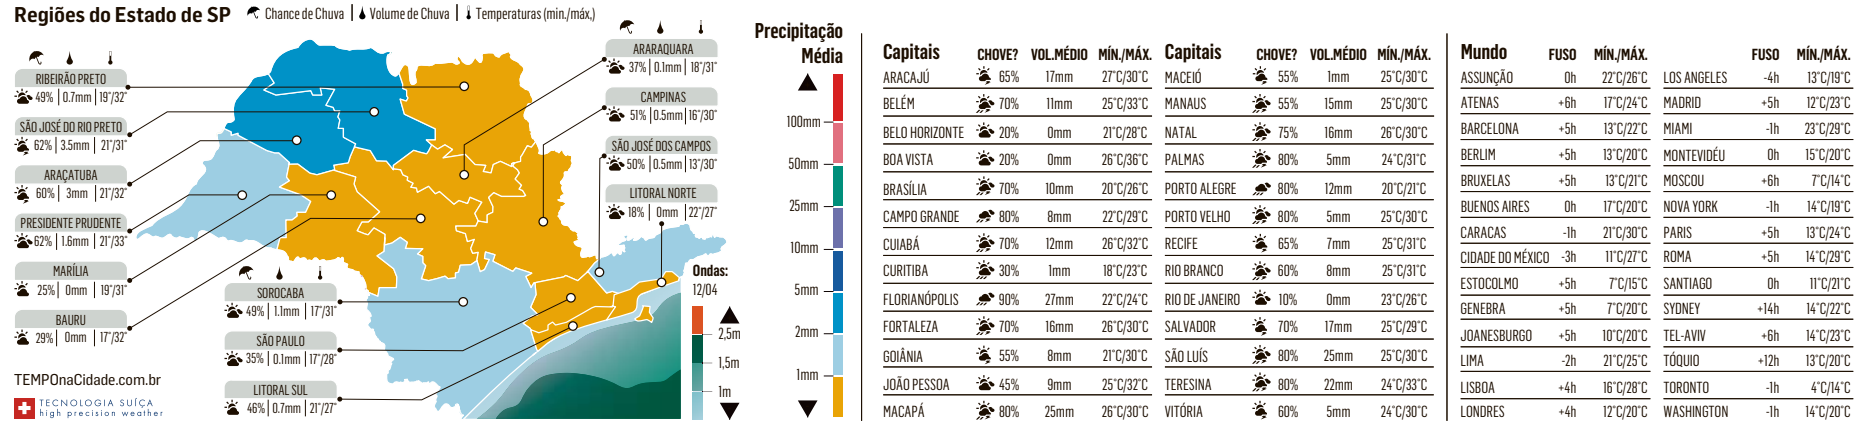 Regiões do Estado de SP
Chance de Chuva | Volume de Chuva | Temperaturas (min./máx,)
RIBEIRÃO PRETO
49% | 0.7mm | 19°/32°
SÃO JOSÉ DO RIO PRETO
62% | 3.5mm | 21°/31°
ARAÇATUBA
60% | 3mm | 21°/32°
PRESIDENTE PRUDENTE
62% | 1.6mm | 21°/33°
MARÍLIA
25% | 0mm | 19°/31°
BAURU
29% | 0mm | 17°/32°
TEMPOnaCidade.com.br
TECNOLOGIA SUÍÇA
high precision weather
SOROCABA
49% | 1.1mm | 17°/31°
SÃO PAULO
35% | 0.1mm | 17°/28°
LITORAL SUL
46% | 0.7mm | 21°/27°
ARARAQUARA
37% | 0.1mm | 18°/31°
CAMPINAS
51% | 0.5mm | 16°/30°
SÃO JOSÉ DOS CAMPOS
50% | 0.5mm | 13°/30°
LITORAL NORTE
18% | 0mm | 22°/27°
Ondas:
12/04
2,5m
1,5m
1m
Precipitação
Média
100mm
50mm
25mm
10mm
5mm
2mm
1mm
Capitais CHOVE? VOL.MÉDIO MÍN./MÁX.
ARACAJÚ 65% 17mm 27°C/30°C
BELÉM 70% 11mm 25°C/33°C
BELO HORIZONTE 20% 0mm 21°C/28°C
BOA VISTA 20% 0mm 26°C/36°C
BRASÍLIA 70% 10mm 20°C/26°C
CAMPO GRANDE 80% 8mm 22°C/29°C
CUIABÁ 70% 12mm 26°C/32°C
CURITIBA 30% 1mm 18°C/23°C
FLORIANÓPOLIS 90% 27mm 22°C/24°C
FORTALEZA 70% 16mm 26°C/30°C
GOIÂNIA 55% 8mm 21°C/30°C
JOÃO PESSOA 45% 9mm 25°C/32°C
MACAPÁ 80% 25mm 26°C/30°C
Capitais CHOVE? VOL.MÉDIO MÍN./MÁX.
MACEIÓ 55% 1mm 25°C/30°C
MANAUS 55% 15mm 25°C/30°C
NATAL 75% 16mm 26°C/30°C
PALMAS 80% 5mm 24°C/31°C
PORTO ALEGRE 80% 12mm 20°C/21°C
PORTO VELHO 80% 5mm 25°C/30°C
RECIFE 65% 7mm 25°C/31°C
RIO BRANCO 60% 8mm 25°C/31°C
RIO DE JANEIRO 10% 0mm 23°C/26°C
SALVADOR 70% 17mm 25°C/29°C
SÃO LUÍS 80% 25mm 25°C/30°C
TERESINA 80% 22mm 24°C/33°C
VITÓRIA 60% 5mm 24°C/30°C
Mundo FUSO MÍN./MÁX.
ASSUNÇÃO 0h 22°C/26°C
ATENAS +6h 17°C/24°C
BARCELONA +5h 13°C/22°C
BERLIM +5h 13°C/20°C
BRUXELAS +5h 13°C/21°C
BUENOS AIRES 0h 17°C/20°C
CARACAS -1h 21°C/30°C
CIDADE DO MÉXICO -3h 11°C/27°C
ESTOCOLMO +5h 7°C/15°C
GENEBRA +5h 7°C/20°C
JOANESBURGO +5h 10°C/20°C
LIMA -2h 21°C/25°C
LISBOA +4h 16°C/28°C
LONDRES +4h 12°C/20°C
FUSO MÍN./MÁX.
LOS ANGELES -4h 13°C/19°C
MADRID +5h 12°C/23°C
MIAMI -1h 23°C/29°C
MONTEVIDÉU 0h 15°C/20°C
MOSCOU +6h 7°C/14°C
NOVA YORK -1h 14°C/19°C
PARIS +5h 13°C/24°C
ROMA +5h 14°C/29°C
SANTIAGO 0h 11°C/21°C
SYDNEY +14h 14°C/22°C
TEL-AVIV +6h 14°C/23°C
TÓQUIO +12h 13°C/20°C
TORONTO -1h 4°C/14°C
WASHINGTON -1h 14°C/20°C